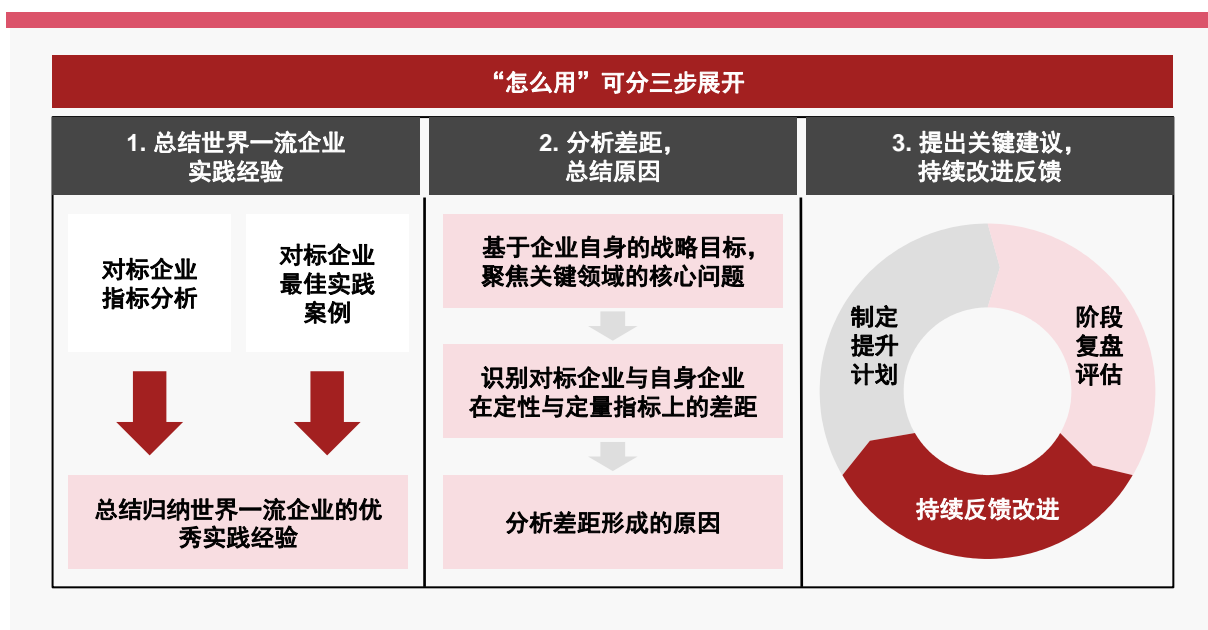 “怎么用”可分三步展开
1. 总结世界一流企业
实践经验
对标企业
指标分析
对标企业
最佳实践
案例
总结归纳世界一流企业的优
秀实践经验
2. 分析差距，
总结原因
基于企业自身的战略目标，
聚焦关键领域的核心问题
识别对标企业与自身企业
在定性与定量指标上的差距
分析差距形成的原因
3. 提出关键建议，
持续改进反馈
制定
提升
计划
阶段
复盘
评估
持续反馈改进